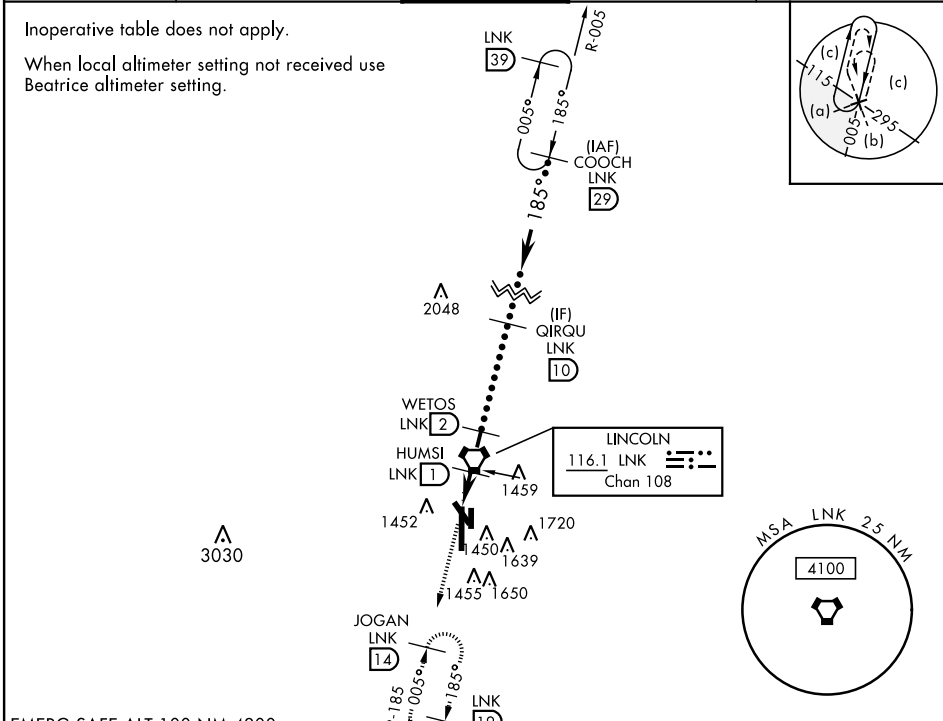 Inoperative table does not apply.
When local altimeter setting not received use
Beatrice altimeter setting.
LNK
39
R-005
005°
185°
(IAF)
COOCH
LNK
29
185°
(c)
115
(c)
(a)
295
005
(b)
2048
(IF)
QIRQU
LNK
10
WETOS
LNK 2
HUMSI
LNK 1
LINCOLN
116.1 LNK
Chan 108
1459
1452
1720
1450
1639
3030
1455
1650
MSA LNK 25 NM
4100
JOGAN
LNK
14
005°
185°
LNK